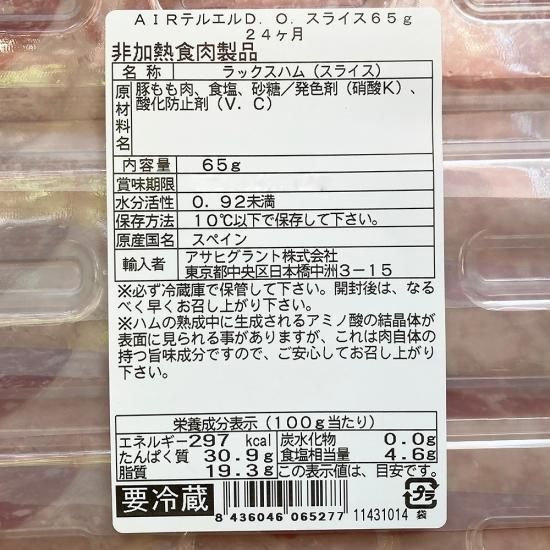 AIRテルエルD.O.スライス65g
24ヶ月
非加熱食肉製品
名 称 ラックスハム(スライス)
原材料名 豚もも肉、食塩、砂糖/発色剤(硝酸K)、
酸化防止剤(V.C)
内容量 65g
賞味期限
水分活性 0.92未満
保存方法 10℃以下で保存して下さい。
原産国名 スペイン
輸入者 アサヒグラント株式会社
東京都中央区日本橋中洲3-15
※必ず冷蔵庫で保管して下さい。開封後は、なる
べく早くお召し上がり下さい。
※ハムの熟成中に生成されるアミノ酸の結晶体が
表面に見られる事がありますが、これは肉自体の
持つ旨味成分ですので、ご安心してお召し上がり
下さい。
栄養成分表示(100g当たり)
エネルギー297 kcal 炭水化物 0.0g
たんぱく質 30.9g 食塩相当量 4.6g
脂質 19.3g この表示値は、目安です。
要冷蔵
8 436046 065277 11431014 プラ 袋